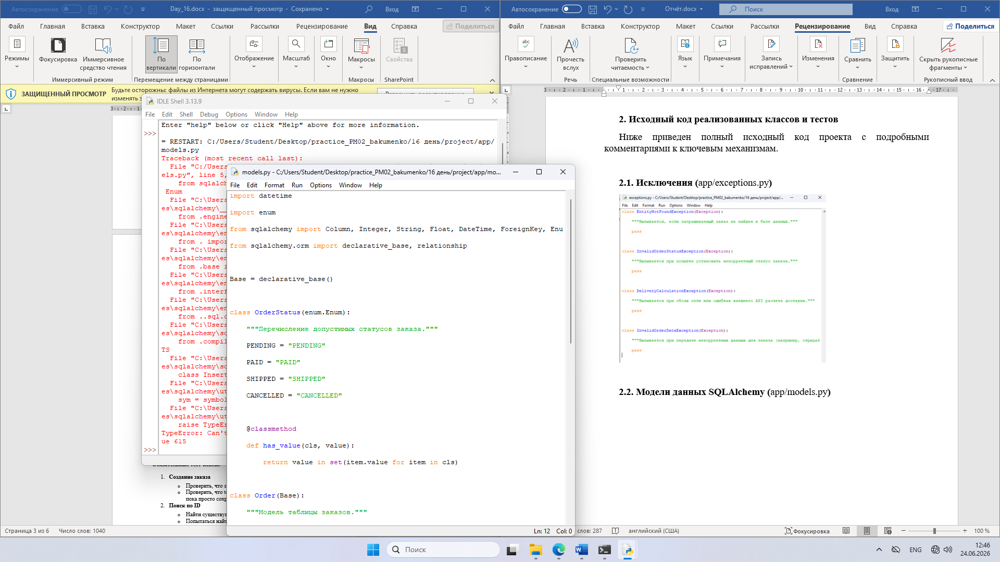 Автосохранение
Day_16.docx - защищенный просмотр - Сохранено
Вход
Файл Главная Вставка Конструктор Макет Ссылки Рассылки Рецензирование Вид Справка
Поделиться
Режимы
Фокусировка
Иммерсивное
средство чтения
По
вертикали
По
горизонтали
Отображение
Масштаб
Окно
Макросы
Свойства
Иммерсивный режим
Перемещение между страницами
Макросы
SharePoint
ЗАЩИЩЕННЫЙ ПРОСМОТР
Будьте осторожны: файлы из Интернета могут содержать вирусы. Если вам не нужно
изменять
IDLE Shell 3.13.9
File Edit Shell Debug Options Window Help
Enter "help" below or click "Help" above for more information.
>>>
= RESTART: C:/Users/Student/Desktop/practice_PM02_bakumenko/16 день/project/app/
models.py
Traceback (most recent call last):
File "C:/Users
els.py", line 5,
from sqlalch
Enum
File "C:\Users
es\sqlalchemy\__
from .engine
File "C:\Users
es\sqlalchemy\en
from . impor
File "C:\Users
es\sqlalchemy\en
from .base i
File "C:\Users
es\sqlalchemy\en
from .interf
File "C:\Users
es\sqlalchemy\en
from ..sql.c
File "C:\Users
es\sqlalchemy\sq
from .compil
TS
File "C:\Users
es\sqlalchemy\sq
class Insert
File "C:\Users
es\sqlalchemy\ut
sym = symbol
File "C:\Users
es\sqlalchemy\ut
raise TypeEr
TypeError: Can't
ue 615
>>>
models.py - C:/Users/Student/Desktop/practice_PM02_bakumenko/16 день/project/app/mo...
File Edit Format Run Options Window Help
import datetime
import enum
from sqlalchemy import Column, Integer, String, Float, DateTime, ForeignKey, Enu
from sqlalchemy.orm import declarative_base, relationship
Base = declarative_base()
class OrderStatus(enum.Enum):
"""Перечисление допустимых статусов заказа."""
PENDING = "PENDING"
PAID = "PAID"
SHIPPED = "SHIPPED"
CANCELLED = "CANCELLED"
@classmethod
def has_value(cls, value):
return value in set(item.value for item in cls)
class Order(Base):
"""Модель таблицы заказов."""
Ln: 12 Col: 0
1. Создание заказа
Проверить, что
Проверить, что
пока просто
2. Поиск по ID
Найти
Попытаться
Страница 3 из 6 Число слов: 1040
Автосохранение
Отчёт.docx
Поиск
Вход
Файл Главная Вставка Конструктор Макет Ссылки Рассылки Рецензирование Вид Справка
Поделиться
Правописание
Прочесть
вслух
Проверить
читаемость
Язык
Примечания
Запись
исправлений
Изменения
Сравнить
Защитить
Скрыть рукописные
фрагменты
Речь
Специальные возможности
Сравнение
Рукописный ввод
3 2 1 1 2 3 4 5 6 7 8 9 10 11 12 13 14 15 16 17
2. Исходный код реализованных классов и тестов
Ниже приведен полный исходный код проекта с подробными
комментариями к ключевым механизмам.
2.1. Исключения (app/exceptions.py)
exceptions.py - C:/Users/Student/Desktop/practice_PM02_bakumenko/16 день/project/app/...
File Edit Format Run Options Window Help
class EntityNotFoundException(Exception):
"""Вызывается, если запрашиваемый заказ не найден в базе данных."""
pass
class InvalidOrderStatusException(Exception):
"""Вызывается при попытке установить некорректный статус заказа."""
pass
class DeliveryCalculationException(Exception):
"""Вызывается при сбоях сети или ошибках внешнего API расчета доставки."""
pass
class InvalidOrderDataException(Exception):
"""Вызывается при передаче некорректных данных для заказа (например, отрицат
pass
2.2. Модели данных SQLAlchemy (app/models.py)
слов: 287 английский (США)
Фокусировка
100 %
Поиск
ENG
12:46
24.06.2026